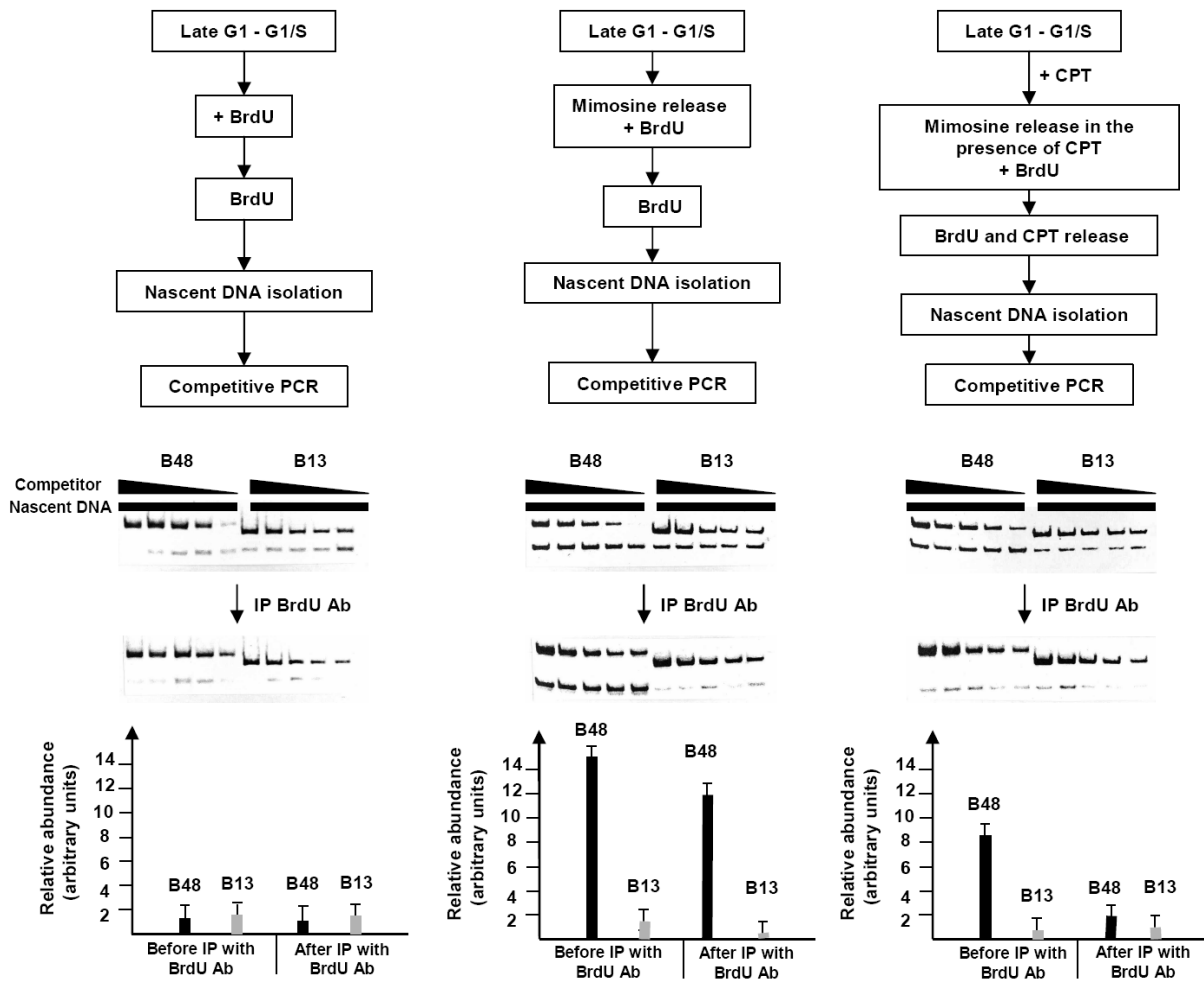 Late G1 - G1/S
+ BrdU
BrdU
Nascent DNA isolation
Competitive PCR
Late G1 - G1/S
Mimosine release
+ BrdU
BrdU
Nascent DNA isolation
Competitive PCR
Late G1 - G1/S
+ CPT
Mimosine release in the
presence of CPT
+ BrdU
BrdU and CPT release
Nascent DNA isolation
Competitive PCR
B48 B13
Competitor
Nascent DNA
IP BrdU Ab
B48 B13
IP BrdU Ab
B48 B13
IP BrdU Ab
Relative abundance
(arbitrary units)
14
12
10
8
6
4
2
B48 B13 B48 B13
Before IP with
BrdU Ab
After IP with
BrdU Ab
Relative abundance
(arbitrary units)
14
12
10
8
6
4
2
B48
B13
B48
B13
Before IP with
BrdU Ab
After IP with
BrdU Ab
Relative abundance
(arbitrary units)
14
12
10
8
6
4
2
B48
B13
B48 B13
Before IP with
BrdU Ab
After IP with
BrdU Ab